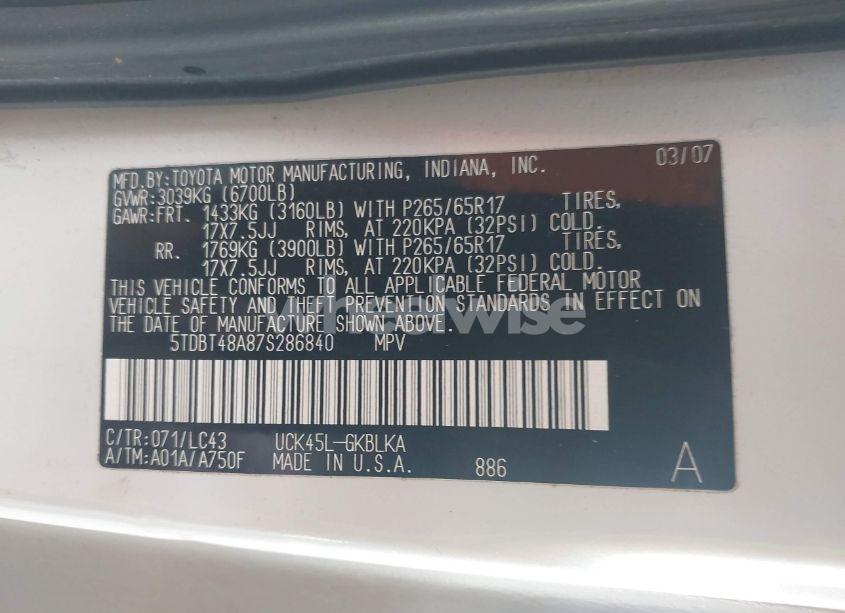 MFD.BY:TOYOTA MOTOR MANUFACTURING, INDIANA, INC. 03/07
GVWR:3039KG (6700LB)
GAWR:FRT. 1433KG (3160LB) WITH P265/65R17 TIRES,
17X7.5JJ RIMS, AT 220KPA (32PSI) COLD.
RR. 1769KG (3900LB) WITH P265/65R17 TIRES,
17X7.5JJ RIMS, AT 220KPA (32PSI) COLD.
THIS VEHICLE CONFORMS TO ALL APPLICABLE FEDERAL MOTOR
VEHICLE SAFETY AND THEFT PREVENTION STANDARDS IN EFFECT ON
THE DATE OF MANUFACTURE SHOWN ABOVE.
5TDBT48A87S286840 MPV
C/TR:071/LC43 UCK45L-GKBLKA
A/TM:A01A/A750F MADE IN U.S.A. 886 A